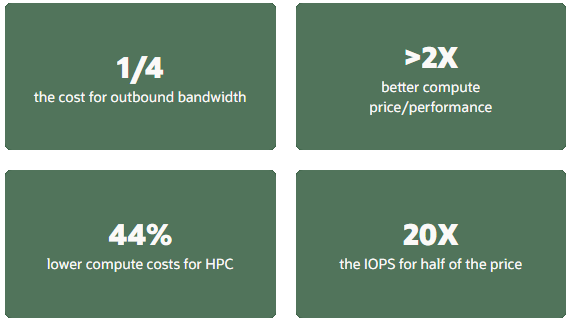 1/4
the cost for outbound bandwidth
>2X
better compute
price/performance
44%
lower compute costs for HPC
20X
the IOPS for half of the price